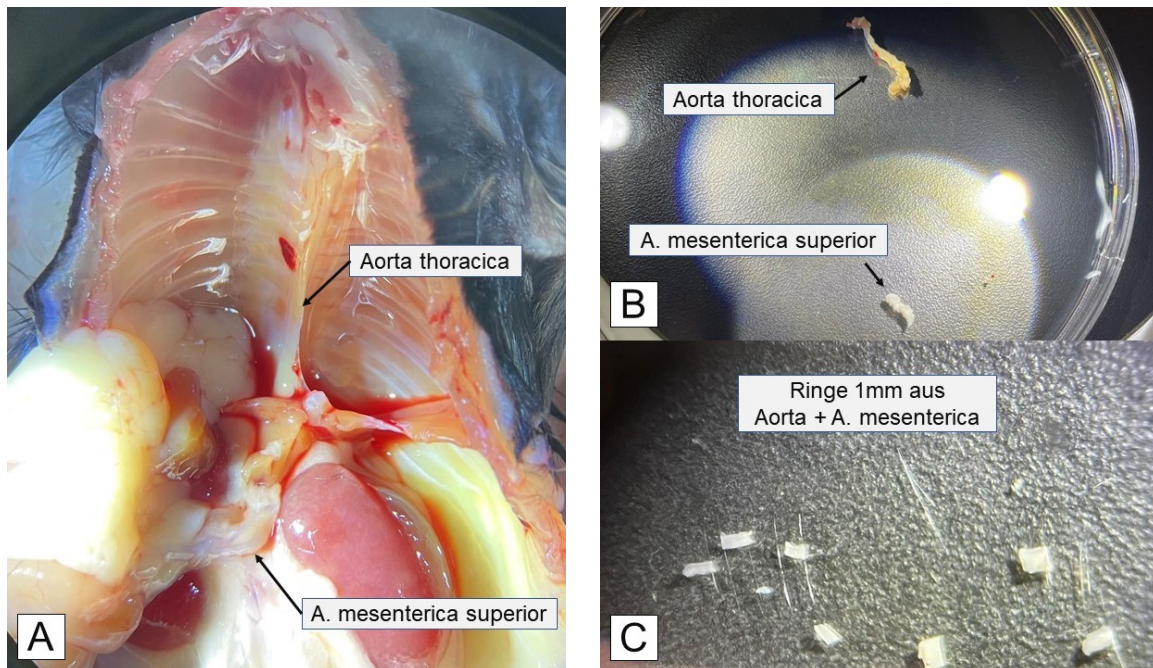 Aorta thoracica
A. mesenterica superior
A
Aorta thoracica
A. mesenterica superior
B
Ringe 1mm aus
Aorta + A. mesenterica
C